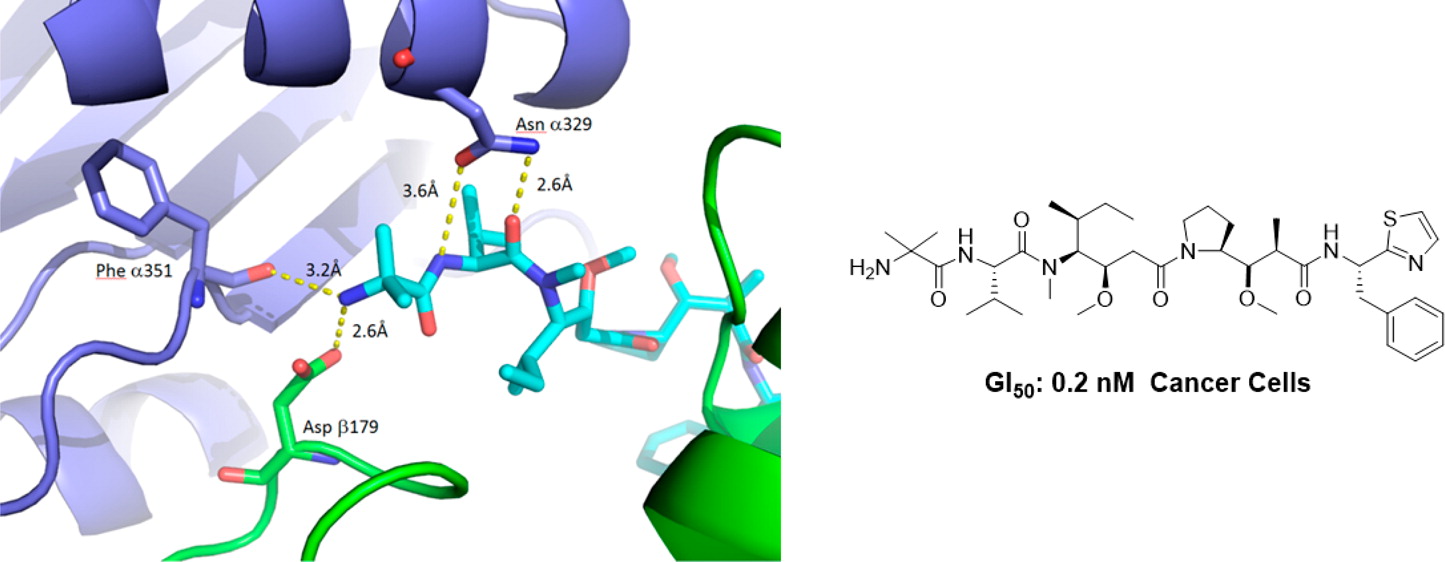 Asn α329
3.6Å
2.6Å
Phe α351
3.2Å
2.6Å
Asp β179
H₂N
O
H
N
O
N
O
O
N
O
O
H
N
S
N
GI₅₀: 0.2 nM Cancer Cells